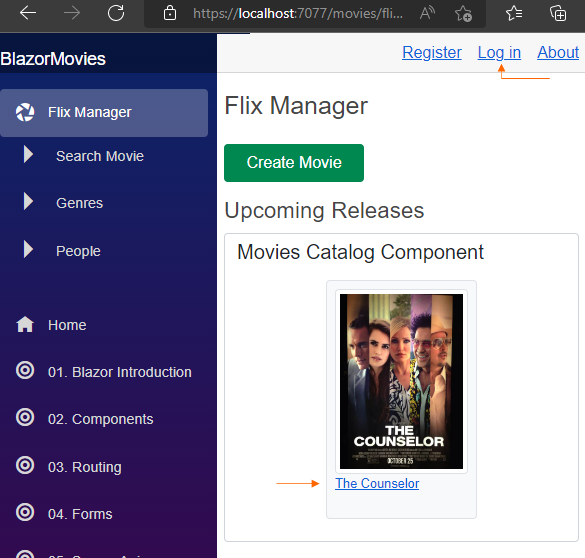 https://localhost:7077/movies/fli...
BlazorMovies
Register Log in About
Flix Manager
Search Movie
Genres
People
Home
01. Blazor Introduction
02. Components
03. Routing
04. Forms
Flix Manager
Create Movie
Upcoming Releases
Movies Catalog Component
THE
COUNSELOR
OCTOBER 25
The Counselor